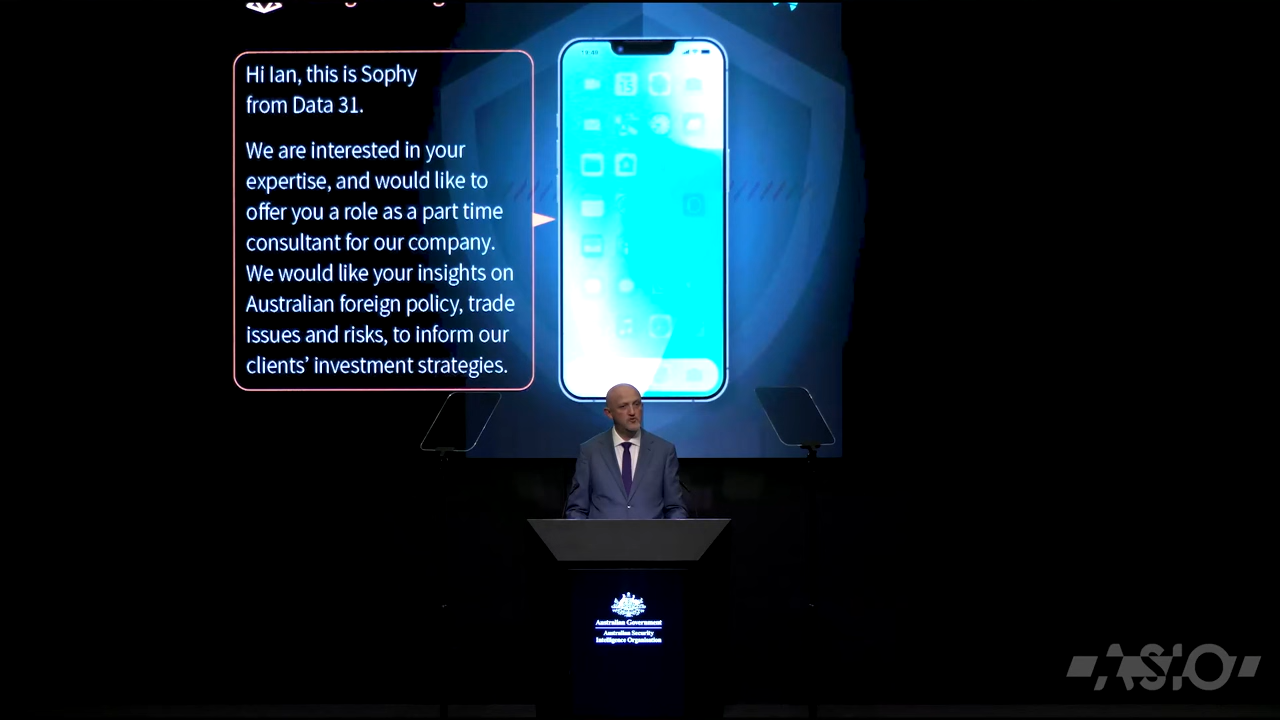 Hi Ian, this is Sophy
from Data 31.
We are interested in your
expertise, and would like to
offer you a role as a part time
consultant for our company.
We would like your insights on
Australian foreign policy, trade
issues and risks, to inform our
clients’ investment strategies.
Australian Government
Australian Security
Intelligence Organisation
ASIO